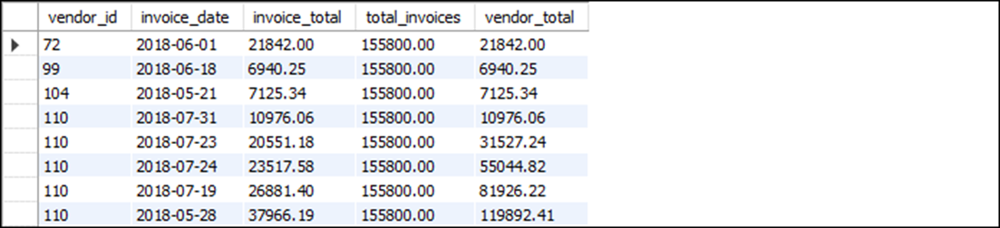 vendor_id invoice_date invoice_total total_invoices vendor_total
72 2018-06-01 21842.00 155800.00 21842.00
99 2018-06-18 6940.25 155800.00 6940.25
104 2018-05-21 7125.34 155800.00 7125.34
110 2018-07-31 10976.06 155800.00 10976.06
110 2018-07-23 20551.18 155800.00 31527.24
110 2018-07-24 23517.58 155800.00 55044.82
110 2018-07-19 26881.40 155800.00 81926.22
110 2018-05-28 37966.19 155800.00 119892.41